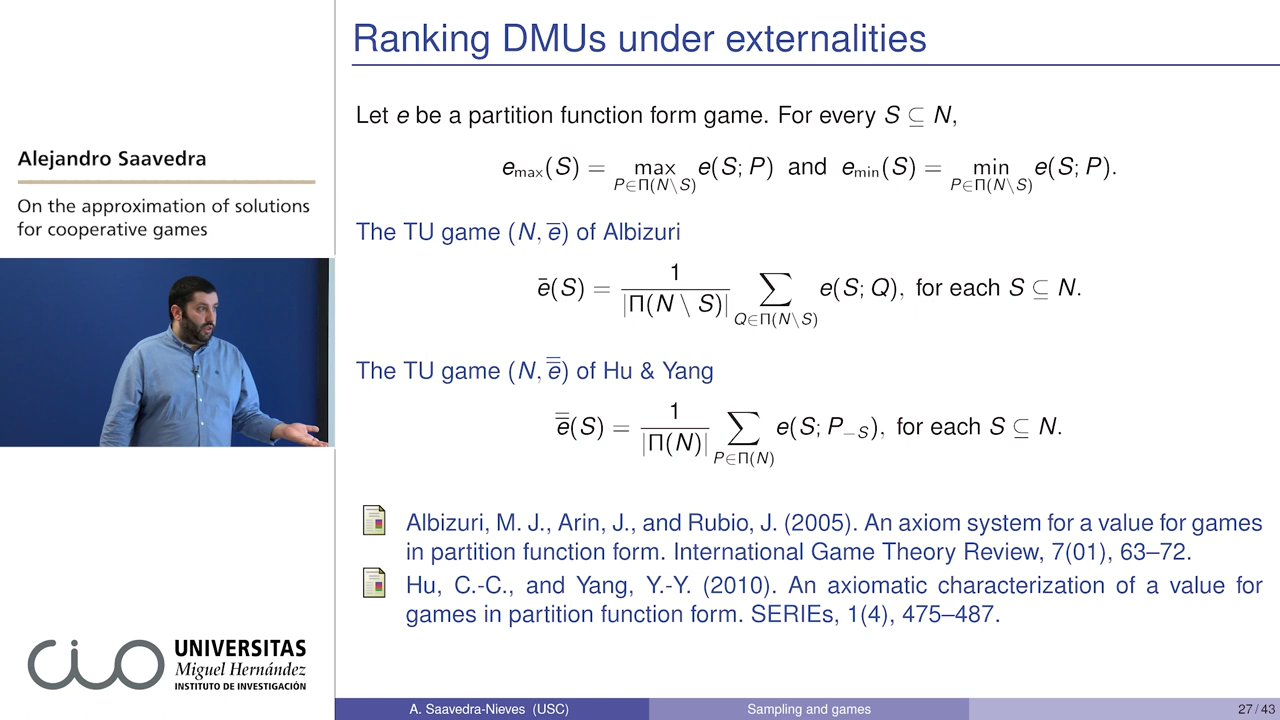 Ranking DMUs under externalities
Let e be a partition function form game. For every S ⊆ N,
e_max(S) = max_{P∈Π(N\S)} e(S; P) and e_min(S) = min_{P∈Π(N\S)} e(S; P).
The TU game (N, e̅) of Albizuri
ē(S) = 1/|Π(N \ S)| ∑_{Q∈Π(N\S)} e(S; Q), for each S ⊆ N.
The TU game (N, e̿) of Hu & Yang
e̿(S) = 1/|Π(N)| ∑_{P∈Π(N)} e(S; P_{−S}), for each S ⊆ N.
Albizuri, M. J., Arin, J., and Rubio, J. (2005). An axiom system for a value for games
in partition function form. International Game Theory Review, 7(01), 63–72.
Hu, C.-C., and Yang, Y.-Y. (2010). An axiomatic characterization of a value for
games in partition function form. SERIEs, 1(4), 475–487.
Alejandro Saavedra
On the approximation of solutions
for cooperative games
CIO
UNIVERSITAS
Miguel Hernández
INSTITUTO DE INVESTIGACIÓN
A. Saavedra-Nieves (USC)
Sampling and games
27 / 43